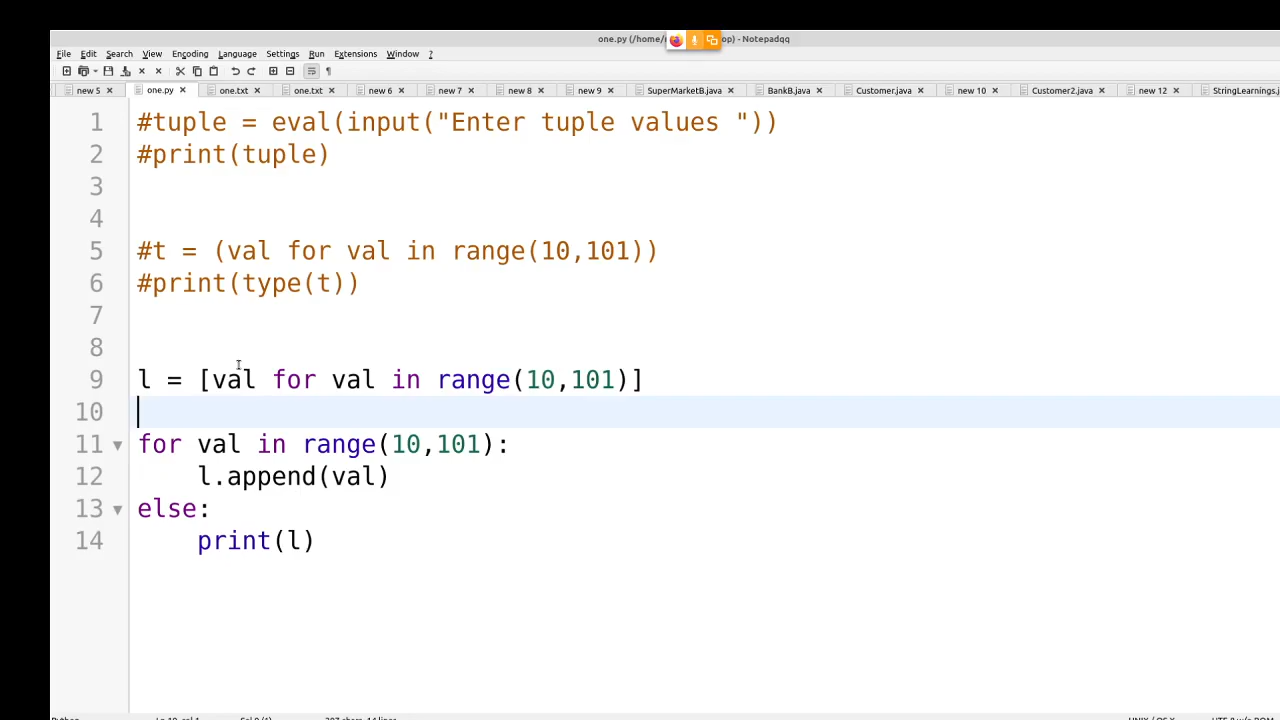 one.py (/home/ op) - Notepadqq
File Edit Search View Encoding Language Settings Run Extensions Window ?
new 5 one.py one.txt one.txt new 6 new 7 new 8 new 9 SuperMarketB.java BankB.java Customer.java new 10 Customer2.java new 12 StringLearnings.j
1 #tuple = eval(input("Enter tuple values "))
2 #print(tuple)
3
4
5 #t = (val for val in range(10,101))
6 #print(type(t))
7
8
9 l = [val for val in range(10,101)]
10
11 for val in range(10,101):
12 l.append(val)
13 else:
14 print(l)